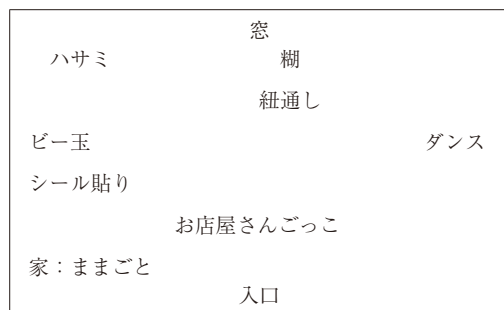 窓
ハサミ 糊
紐通し
ビー玉 ダンス
シール貼り
お店屋さんごっこ
家：ままごと
入口